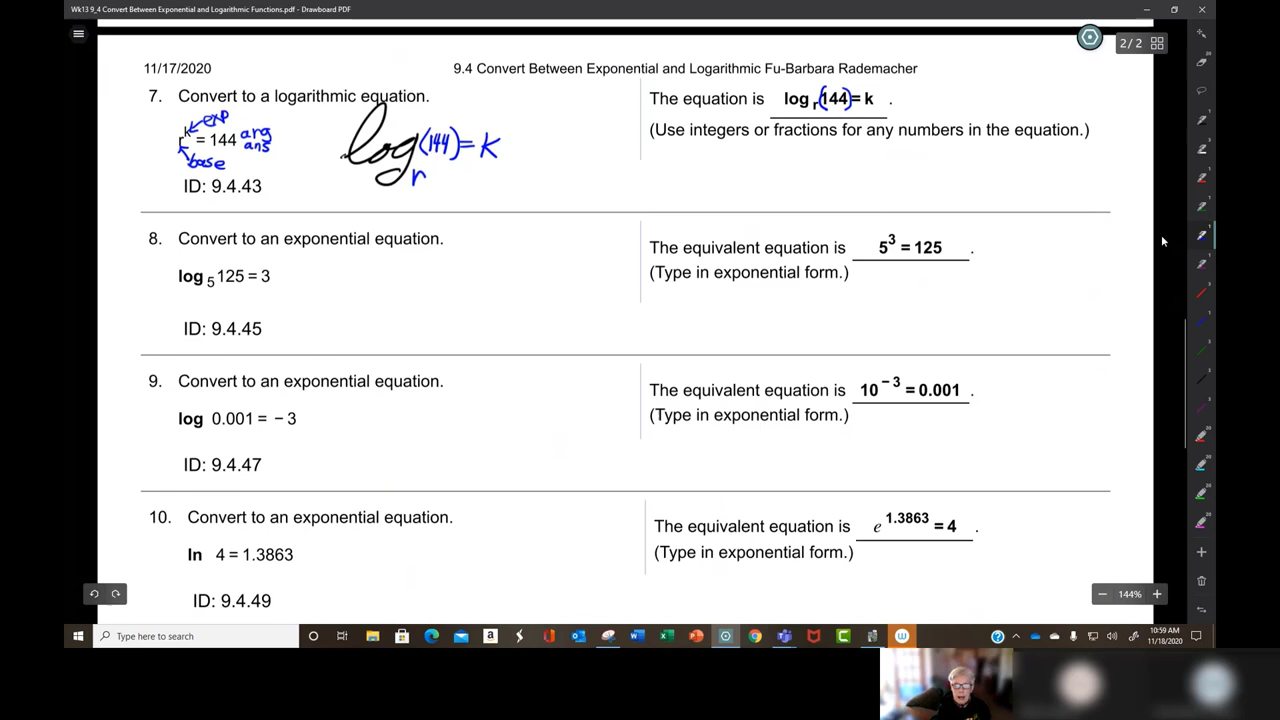 Wk13 9_4 Convert Between Exponential and Logarithmic Functions.pdf - Drawboard PDF
2 / 2
11/17/2020
9.4 Convert Between Exponential and Logarithmic Fu-Barbara Rademacher
7. Convert to a logarithmic equation.
exp
r^k = 144 arg
ans
base
log_r (144) = k
ID: 9.4.43
The equation is log_r (144) = k .
(Use integers or fractions for any numbers in the equation.)
8. Convert to an exponential equation.
log_5 125 = 3
ID: 9.4.45
The equivalent equation is 5^3 = 125 .
(Type in exponential form.)
9. Convert to an exponential equation.
log 0.001 = − 3
ID: 9.4.47
The equivalent equation is 10^−3 = 0.001 .
(Type in exponential form.)
10. Convert to an exponential equation.
ln 4 = 1.3863
ID: 9.4.49
The equivalent equation is e^1.3863 = 4 .
(Type in exponential form.)
144%
Type here to search
10:59 AM
11/18/2020